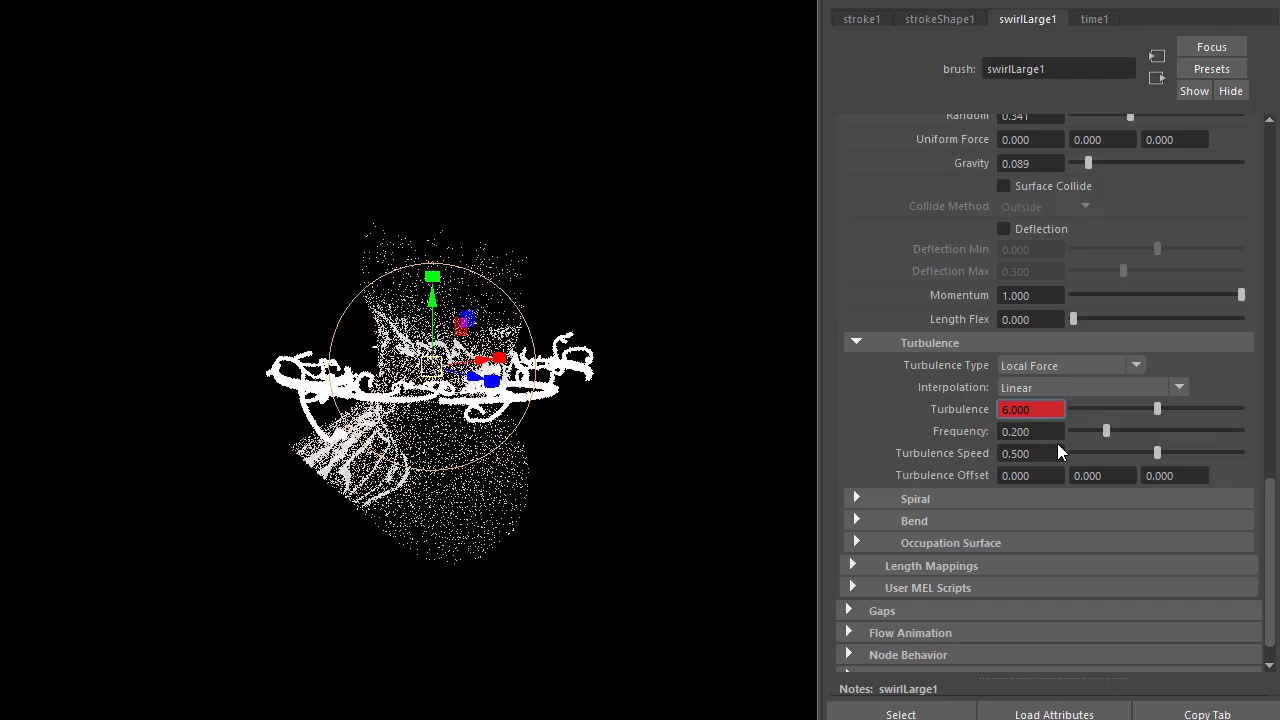 stroke1 strokeShape1 swirlLarge1 time1
Focus
brush: swirlLarge1 Presets
Show Hide
Random 0.341
Uniform Force 0.000 0.000 0.000
Gravity 0.089
Surface Collide
Collide Method Outside
Deflection
Deflection Min 0.000
Deflection Max 0.300
Momentum 1.000
Length Flex 0.000
Turbulence
Turbulence Type Local Force
Interpolation: Linear
Turbulence 6.000
Frequency: 0.200
Turbulence Speed 0.500
Turbulence Offset 0.000 0.000 0.000
Spiral
Bend
Occupation Surface
Length Mappings
User MEL Scripts
Gaps
Flow Animation
Node Behavior
Notes: swirlLarge1
Select Load Attributes Copy Tab